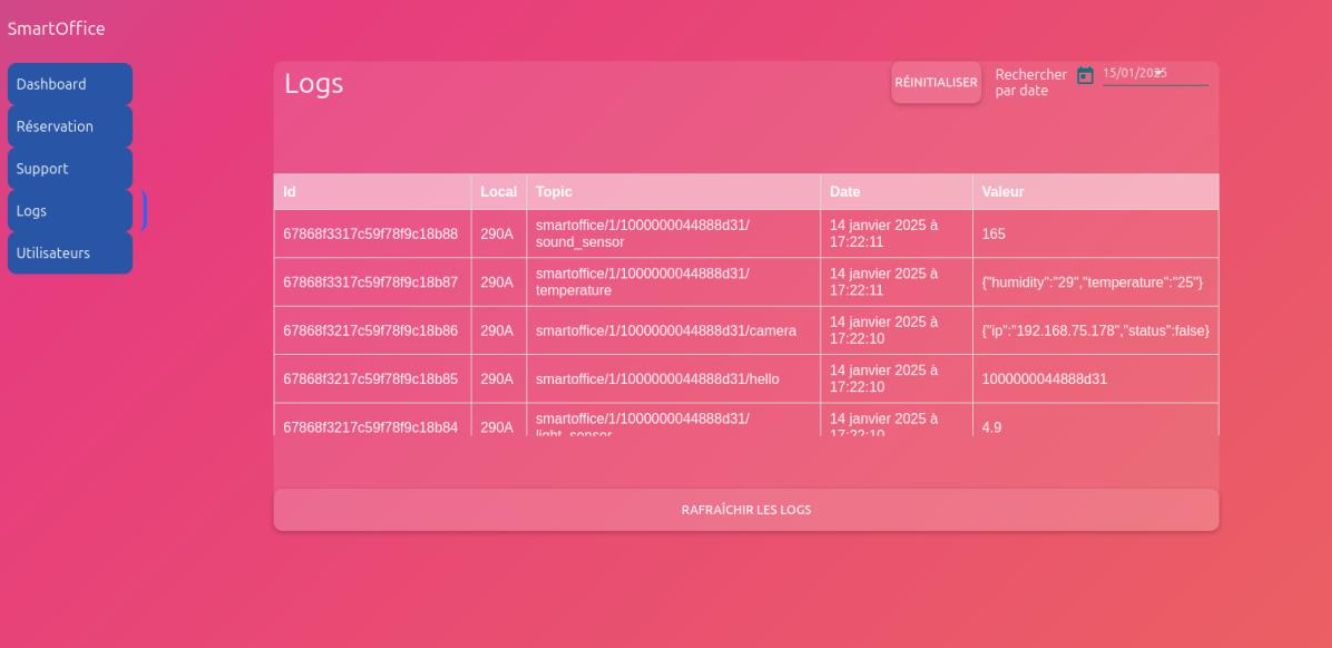 SmartOffice
Dashboard
Réservation
Support
Logs
Utilisateurs
Logs
RÉINITIALISER
Rechercher
par date
15/01/2025
Id Local Topic Date Valeur
67868f3317c59f78f9c18b88 290A smartoffice/1/1000000044888d31/
sound_sensor 14 janvier 2025 à
17:22:11 165
67868f3317c59f78f9c18b87 290A smartoffice/1/1000000044888d31/
temperature 14 janvier 2025 à
17:22:11 {"humidity":"29","temperature":"25"}
67868f3217c59f78f9c18b86 290A smartoffice/1/1000000044888d31/camera 14 janvier 2025 à
17:22:10 {"ip":"192.168.75.178","status":false}
67868f3217c59f78f9c18b85 290A smartoffice/1/1000000044888d31/hello 14 janvier 2025 à
17:22:10 1000000044888d31
67868f3217c59f78f9c18b84 290A smartoffice/1/1000000044888d31/
light_sensor 14 janvier 2025 à
17:22:10 4.9
RAFRAÎCHIR LES LOGS